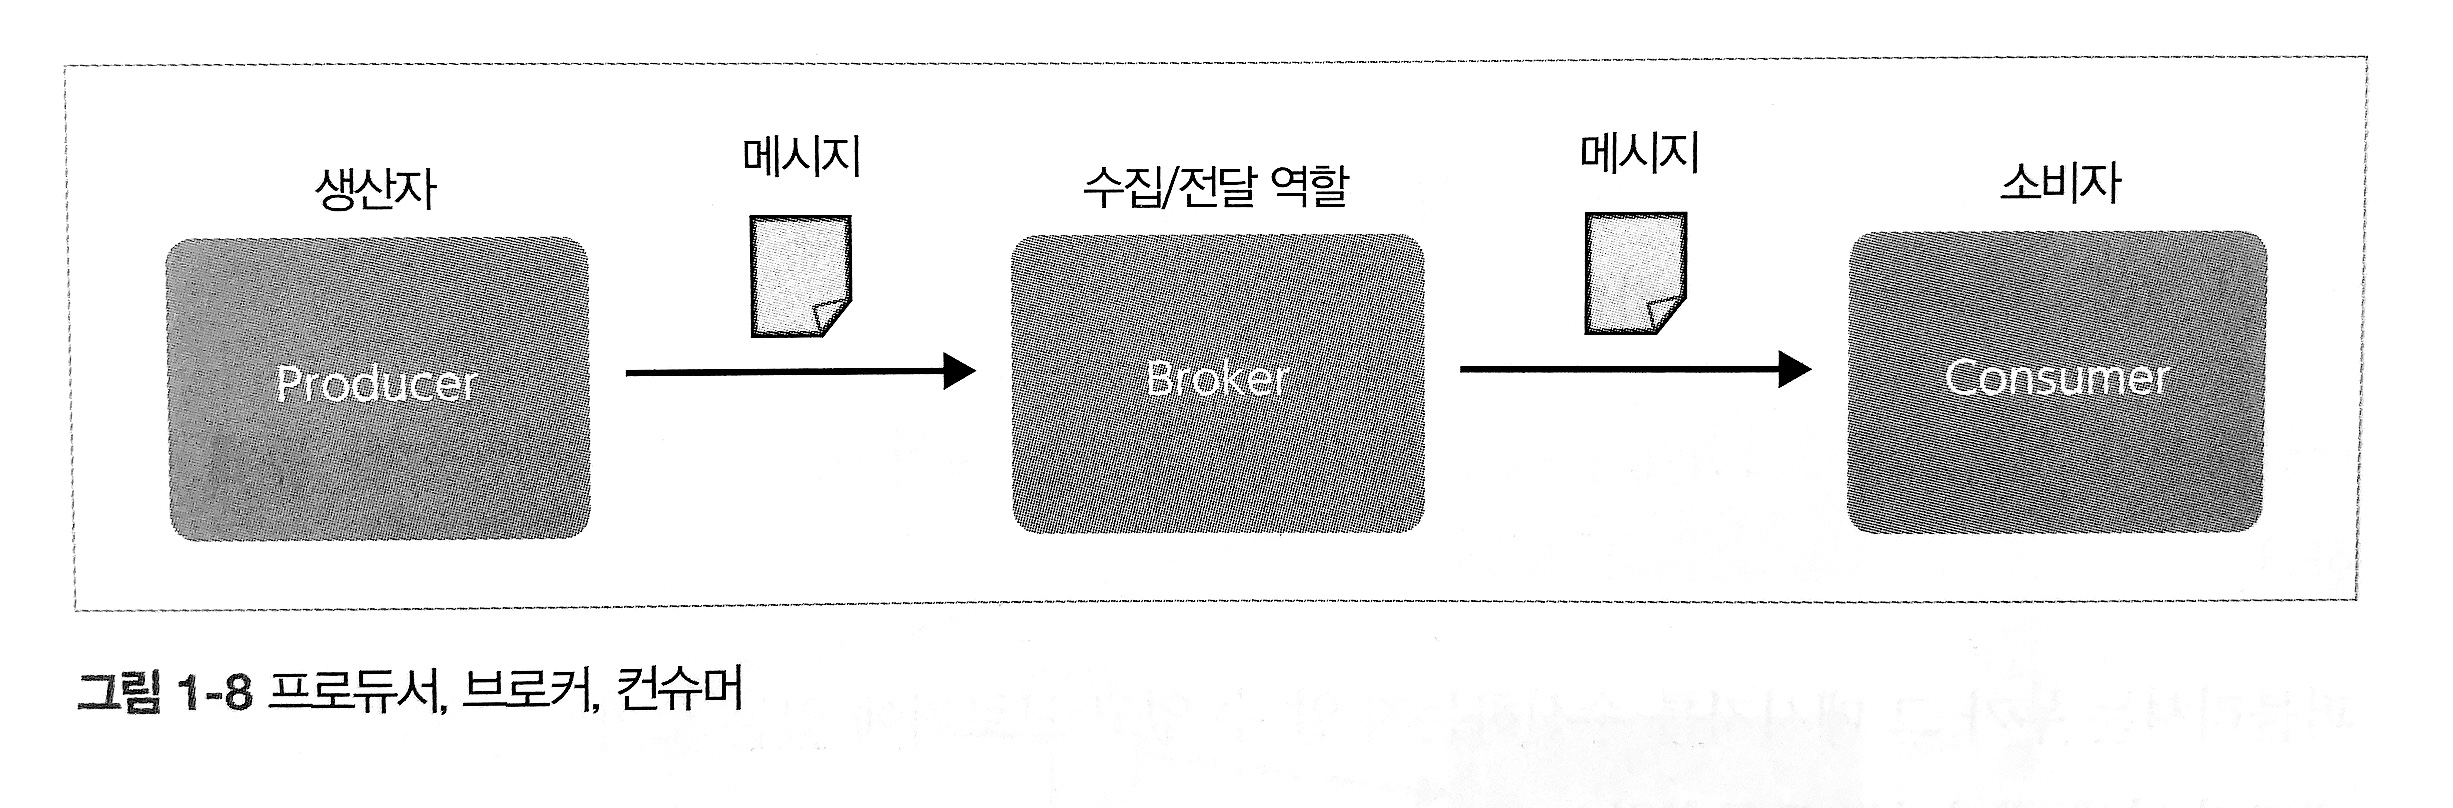 생산자
메시지
수집/전달 역할
메시지
소비자
Producer
Broker
Consumer
그림 1-8 프로듀서, 브로커, 컨슈머